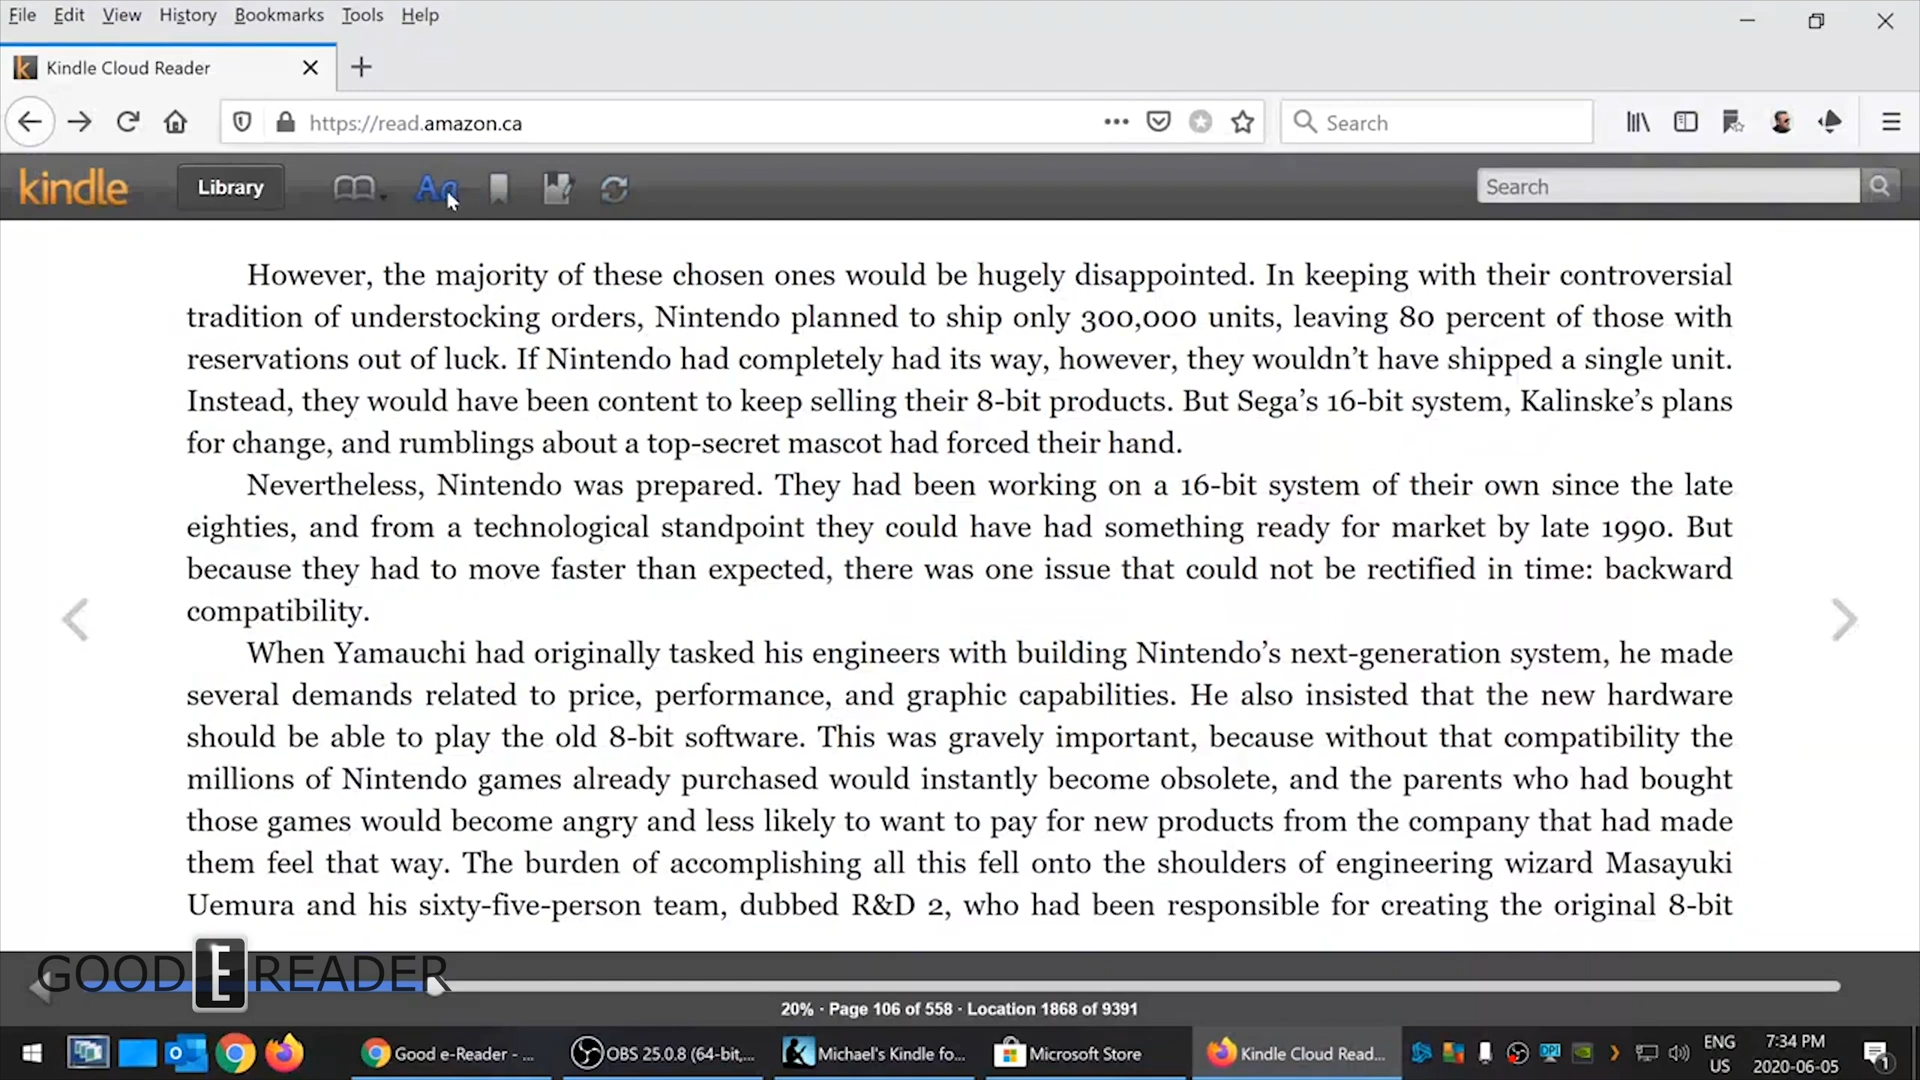 File Edit View History Bookmarks Tools Help
Kindle Cloud Reader
https://read.amazon.ca
Search
kindle
Library
Aa
Search
However, the majority of these chosen ones would be hugely disappointed. In keeping with their controversial
tradition of understocking orders, Nintendo planned to ship only 300,000 units, leaving 80 percent of those with
reservations out of luck. If Nintendo had completely had its way, however, they wouldn’t have shipped a single unit.
Instead, they would have been content to keep selling their 8-bit products. But Sega’s 16-bit system, Kalinske’s plans
for change, and rumblings about a top-secret mascot had forced their hand.
Nevertheless, Nintendo was prepared. They had been working on a 16-bit system of their own since the late
eighties, and from a technological standpoint they could have had something ready for market by late 1990. But
because they had to move faster than expected, there was one issue that could not be rectified in time: backward
compatibility.
When Yamauchi had originally tasked his engineers with building Nintendo’s next-generation system, he made
several demands related to price, performance, and graphic capabilities. He also insisted that the new hardware
should be able to play the old 8-bit software. This was gravely important, because without that compatibility the
millions of Nintendo games already purchased would instantly become obsolete, and the parents who had bought
those games would become angry and less likely to want to pay for new products from the company that had made
them feel that way. The burden of accomplishing all this fell onto the shoulders of engineering wizard Masayuki
Uemura and his sixty-five-person team, dubbed R&D 2, who had been responsible for creating the original 8-bit
GOOD E READER
20% · Page 106 of 558 · Location 1868 of 9391
Good e-Reader - ...
OBS 25.0.8 (64-bit,...
Michael's Kindle fo...
Microsoft Store
Kindle Cloud Read...
DPI
ENG
US
7:34 PM
2020-06-05
1